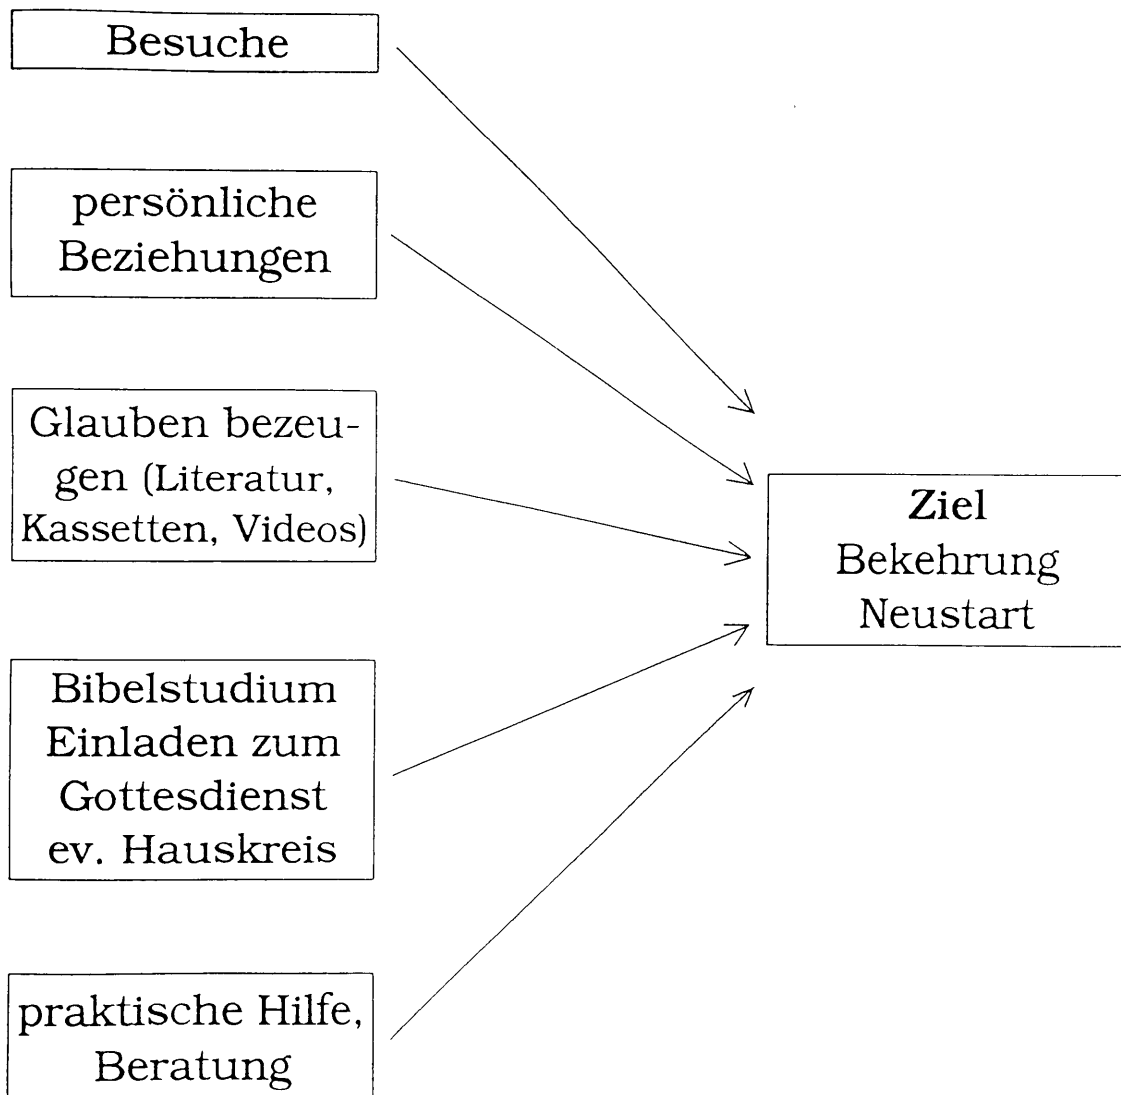 Besuche
persönliche
Beziehungen
Glauben bezeu-
gen (Literatur,
Kassetten, Videos)
Bibelstudium
Einladen zum
Gottesdienst
ev. Hauskreis
praktische Hilfe,
Beratung
Ziel
Bekehrung
Neustart